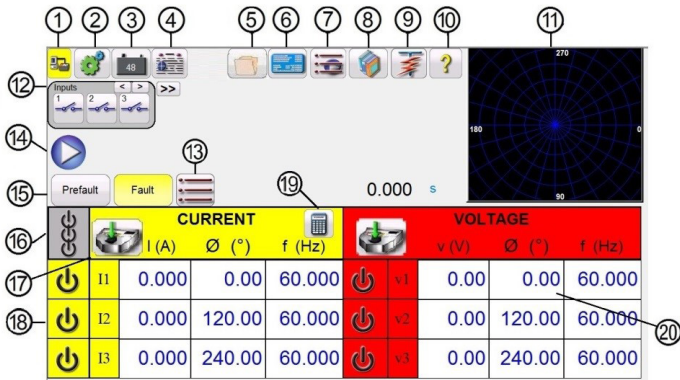 ① ② ③ ④ ⑤ ⑥ ⑦ ⑧ ⑨ ⑩ ⑪
48 ?
270
180 0
90
⑫ Inputs < > >>
1 2 3
⑭ ⑬
⑮ Prefault Fault ⑲ 0.000 s
⑯ CURRENT VOLTAGE
I (A) Ø (°) f (Hz) v (V) Ø (°) f (Hz)
⑰
I1 0.000 0.00 60.000 v1 0.00 0.00 60.000
⑱ I2 0.000 120.00 60.000 v2 0.00 120.00 60.000 ⑳
I3 0.000 240.00 60.000 v3 0.00 240.00 60.000